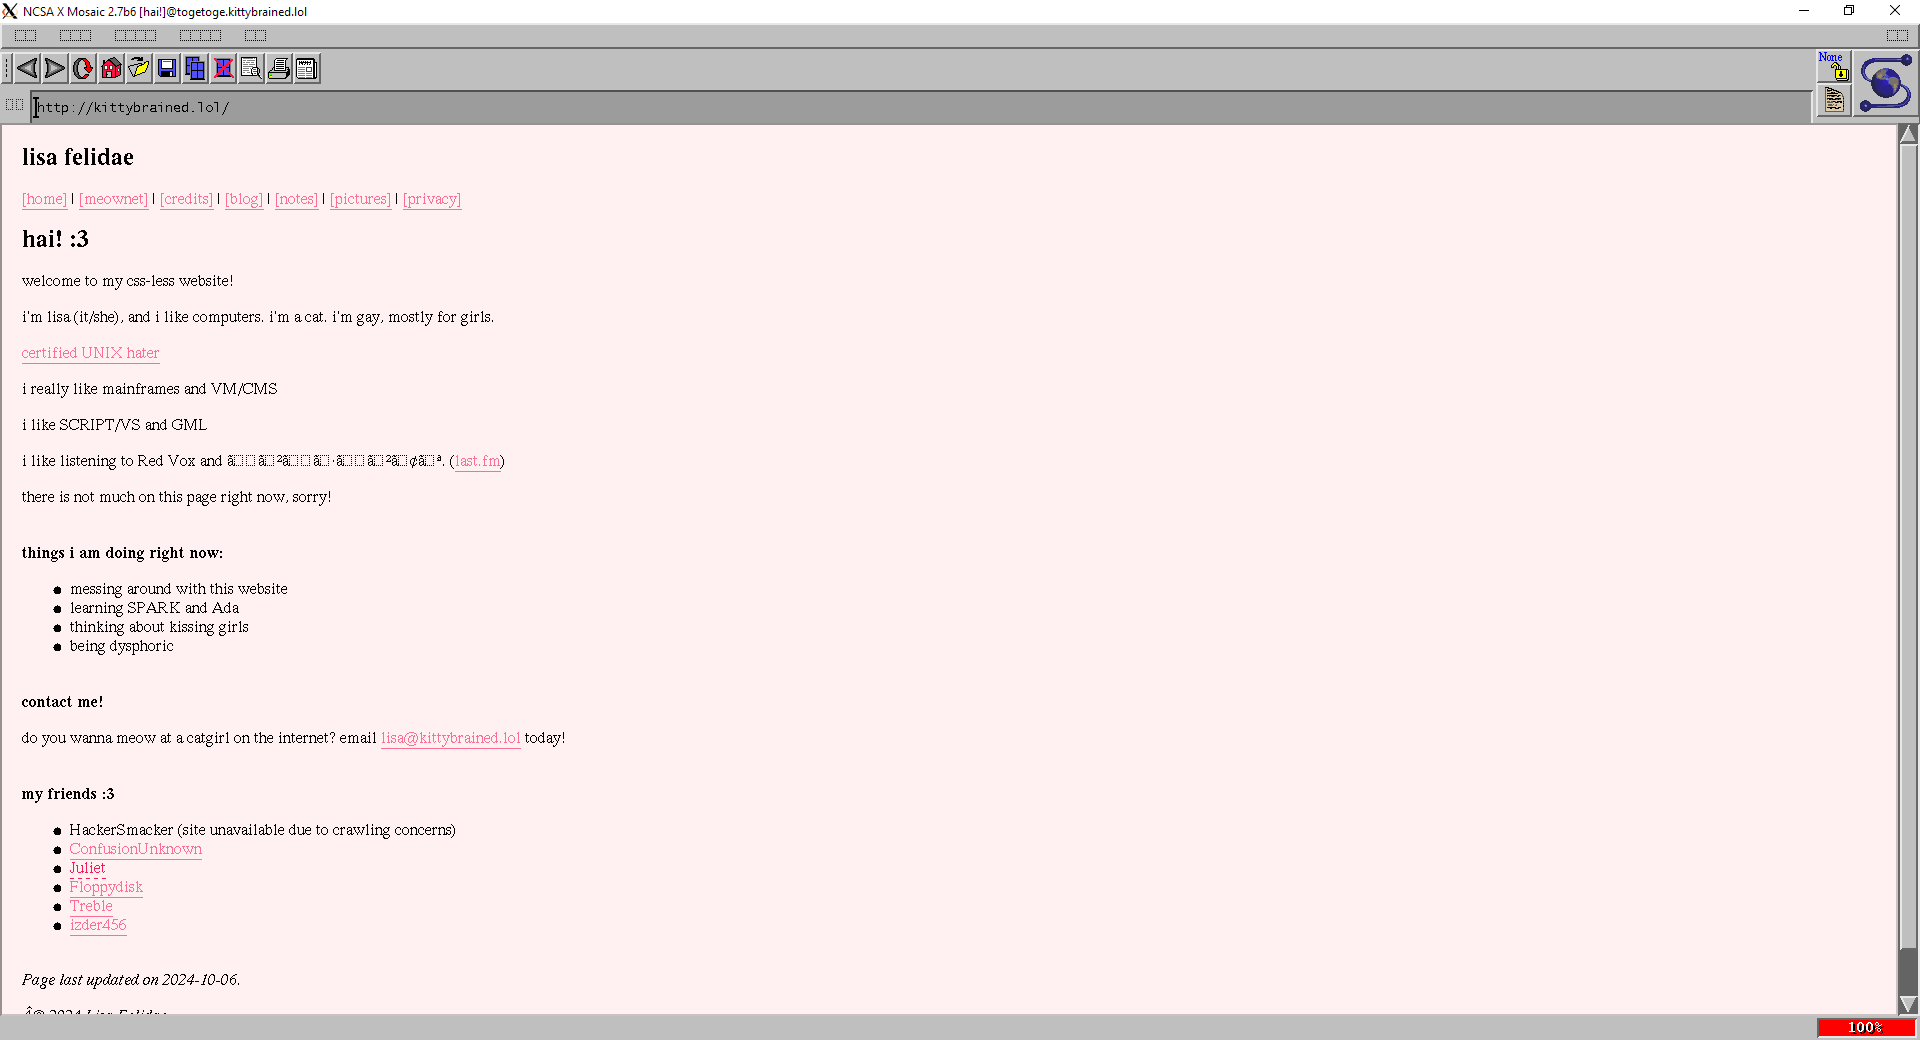 NCSA X Mosaic 2.7b6 [hai!]@togetoge.kittybrained.lol
None
http://kittybrained.lol/
lisa felidae
[home] | [meownet] | [credits] | [blog] | [notes] | [pictures] | [privacy]
hai! :3
welcome to my css-less website!
i'm lisa (it/she), and i like computers. i'm a cat. i'm gay, mostly for girls.
certified UNIX hater
i really like mainframes and VM/CMS
i like SCRIPT/VS and GML
i like listening to Red Vox and (last.fm)
there is not much on this page right now, sorry!
things i am doing right now:
messing around with this website
learning SPARK and Ada
thinking about kissing girls
being dysphoric
contact me!
do you wanna meow at a catgirl on the internet? email lisa@kittybrained.lol today!
my friends :3
HackerSmacker (site unavailable due to crawling concerns)
ConfusionUnknown
Juliet
Floppydisk
Treble
izder456
Page last updated on 2024-10-06.
Â© 2024 Lisa Felidae
100%